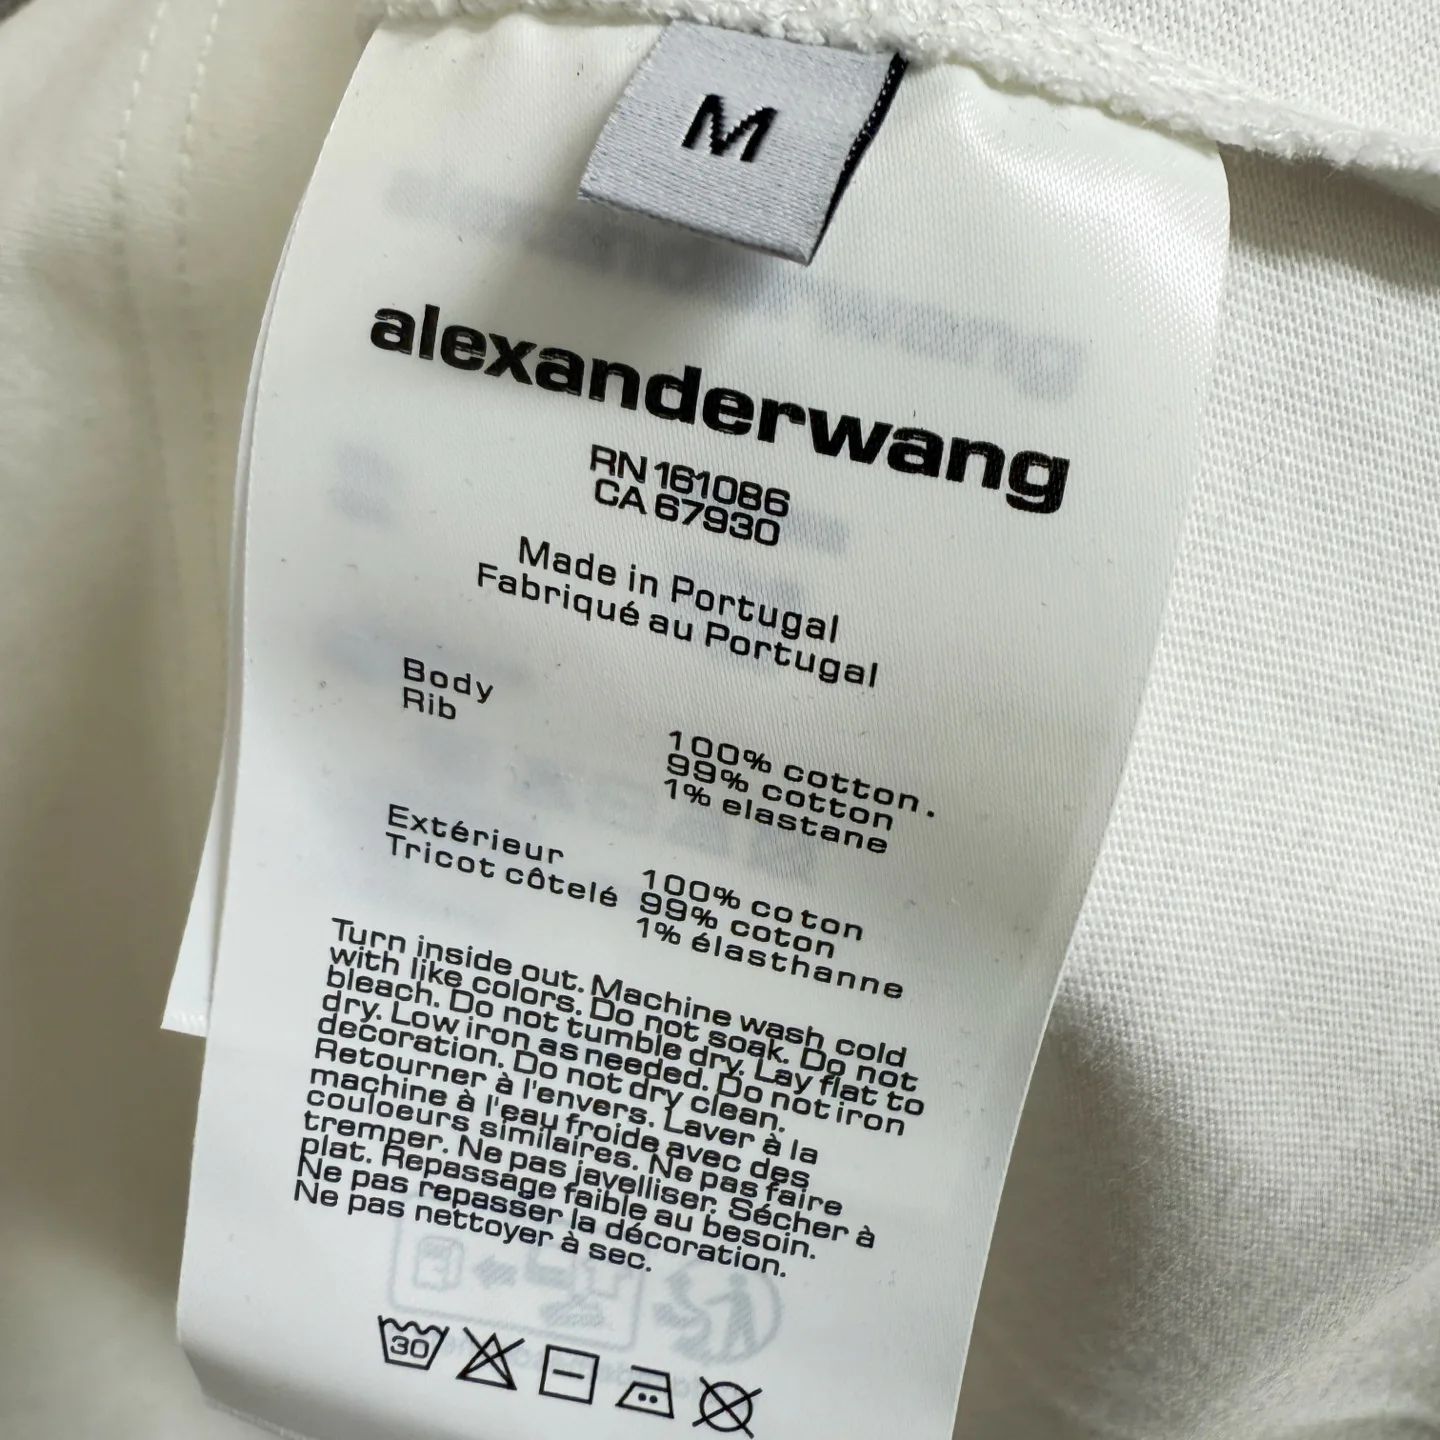 M
alexanderwang
RN 161086
CA 67930
Made in Portugal
Fabriqué au Portugal
Body
Rib
100% cotton.
99% cotton
1% elastane
Extérieur
Tricot côtelé
100% coton
99% coton
1% élasthanne
Turn inside out. Machine wash cold
with like colors. Do not soak. Do not
bleach. Do not tumble dry. Lay flat to
dry. Low iron as needed. Do not iron
decoration. Do not dry clean.
Retourner à l'envers. Laver à la
machine à l'eau froide avec des
couloeurs similaires. Ne pas faire
tremper. Ne pas javelliser. Sécher à
plat. Repassage faible au besoin.
Ne pas repasser la décoration.
Ne pas nettoyer à sec.
30